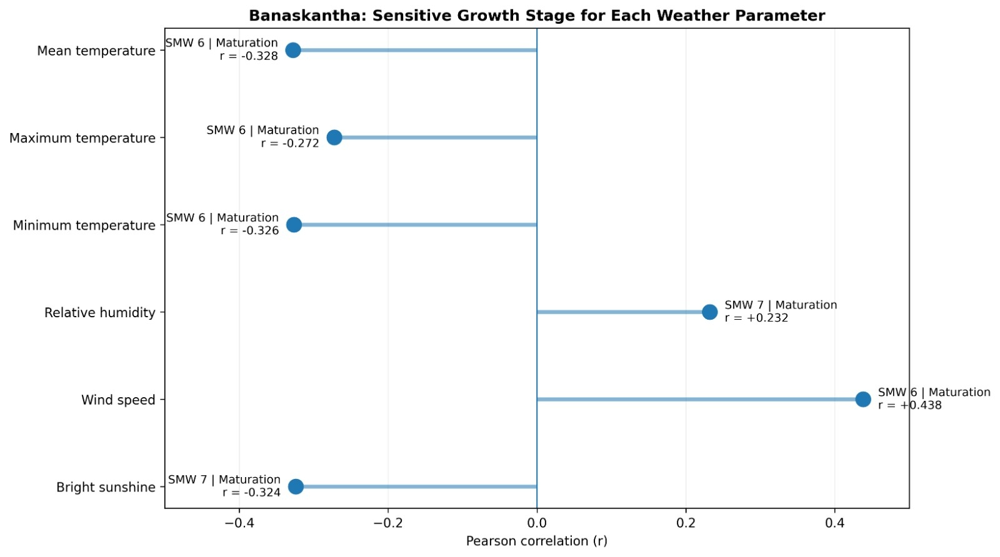 Banaskantha: Sensitive Growth Stage for Each Weather Parameter
Mean temperature
SMW 6 | Maturation
r = -0.328
Maximum temperature
SMW 6 | Maturation
r = -0.272
Minimum temperature
SMW 6 | Maturation
r = -0.326
Relative humidity
SMW 7 | Maturation
r = +0.232
Wind speed
SMW 6 | Maturation
r = +0.438
Bright sunshine
SMW 7 | Maturation
r = -0.324
−0.4 −0.2 0.0 0.2 0.4
Pearson correlation (r)